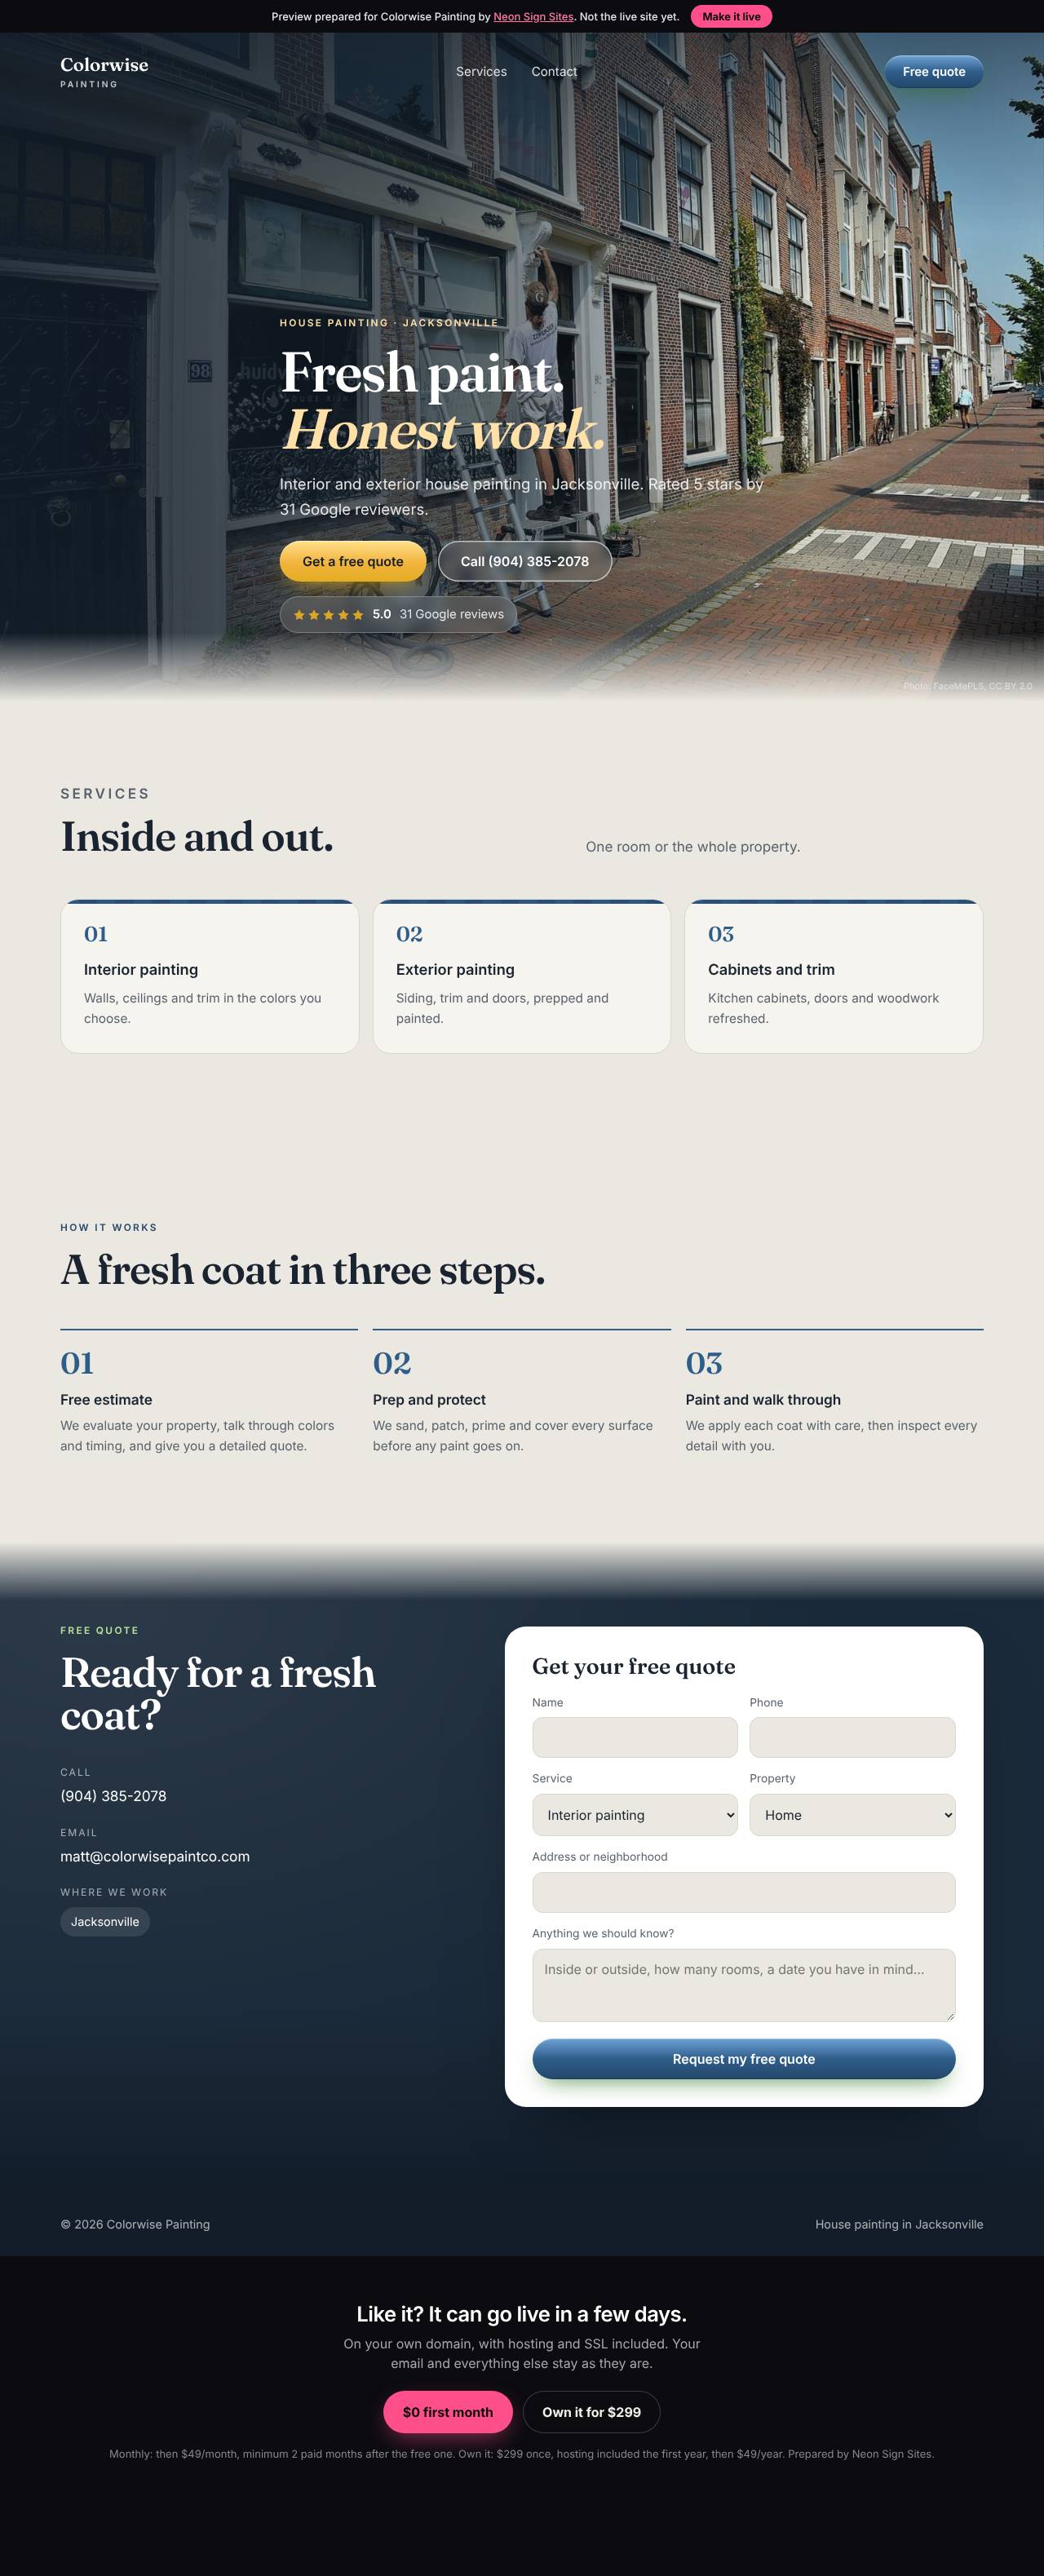 Preview prepared for Colorwise Painting by Neon Sign Sites. Not the live site yet. Make it live
Colorwise
PAINTING
Services Contact
Free quote
98
HOUSE PAINTING · JACKSONVILLE
Fresh paint.
Honest work.
Interior and exterior house painting in Jacksonville. Rated 5 stars by
31 Google reviewers.
Get a free quote Call (904) 385-2078
★★★★★ 5.0 31 Google reviews
Photo: FaceMePLS, CC BY 2.0
SERVICES
Inside and out.
One room or the whole property.
01
Interior painting
Walls, ceilings and trim in the colors you
choose.
02
Exterior painting
Siding, trim and doors, prepped and
painted.
03
Cabinets and trim
Kitchen cabinets, doors and woodwork
refreshed.
HOW IT WORKS
A fresh coat in three steps.
01
Free estimate
We evaluate your property, talk through colors
and timing, and give you a detailed quote.
02
Prep and protect
We sand, patch, prime and cover every surface
before any paint goes on.
03
Paint and walk through
We apply each coat with care, then inspect every
detail with you.
FREE QUOTE
Ready for a fresh
coat?
CALL
(904) 385-2078
EMAIL
matt@colorwisepaintco.com
WHERE WE WORK
Jacksonville
Get your free quote
Name Phone
Service Property
Interior painting Home
Address or neighborhood
Anything we should know?
Inside or outside, how many rooms, a date you have in mind...
Request my free quote
© 2026 Colorwise Painting
House painting in Jacksonville
Like it? It can go live in a few days.
On your own domain, with hosting and SSL included. Your
email and everything else stay as they are.
$0 first month Own it for $299
Monthly: then $49/month, minimum 2 paid months after the free one. Own it: $299 once, hosting included the first year, then $49/year. Prepared by Neon Sign Sites.